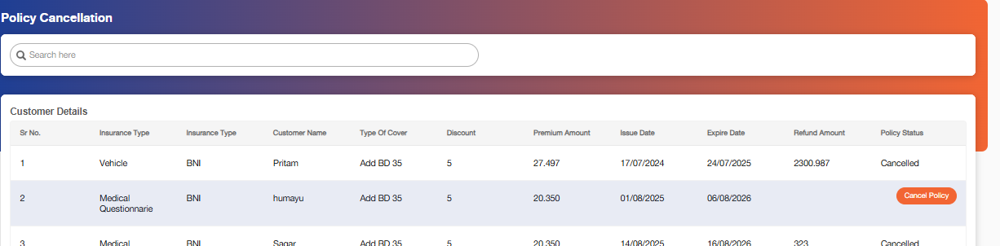 Policy Cancellation
Search here
Customer Details
Sr No. Insurance Type Insurance Type Customer Name Type Of Cover Discount Premium Amount Issue Date Expire Date Refund Amount Policy Status
1 Vehicle BNI Pritam Add BD 35 5 27.497 17/07/2024 24/07/2025 2300.987 Cancelled
2 Medical BNI humayu Add BD 35 5 20.350 01/08/2025 06/08/2026 Cancel Policy
Questionnarie
3 Medical BNI Sagar Add BD 35 5 20.350 14/08/2025 16/08/2026 323 Cancelled